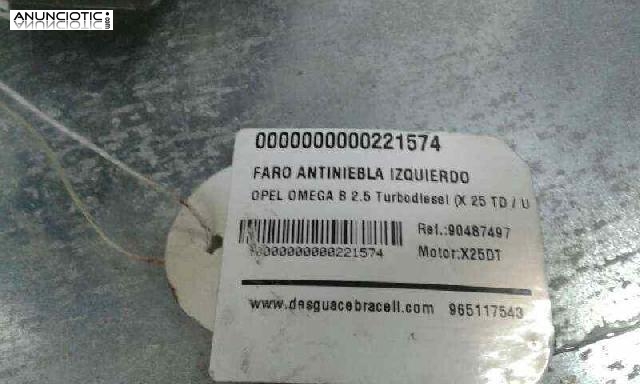 ANUNCIOTIC.com
0000000000221574
FARO ANTINIEBLA IZQUIERDO
OPEL OMEGA B 2.5 Turbodiesel (X 25 TD / U
Ref.:90487497
0000000000221574
Motor:X25DT
www.desguacebracell.com 965117543